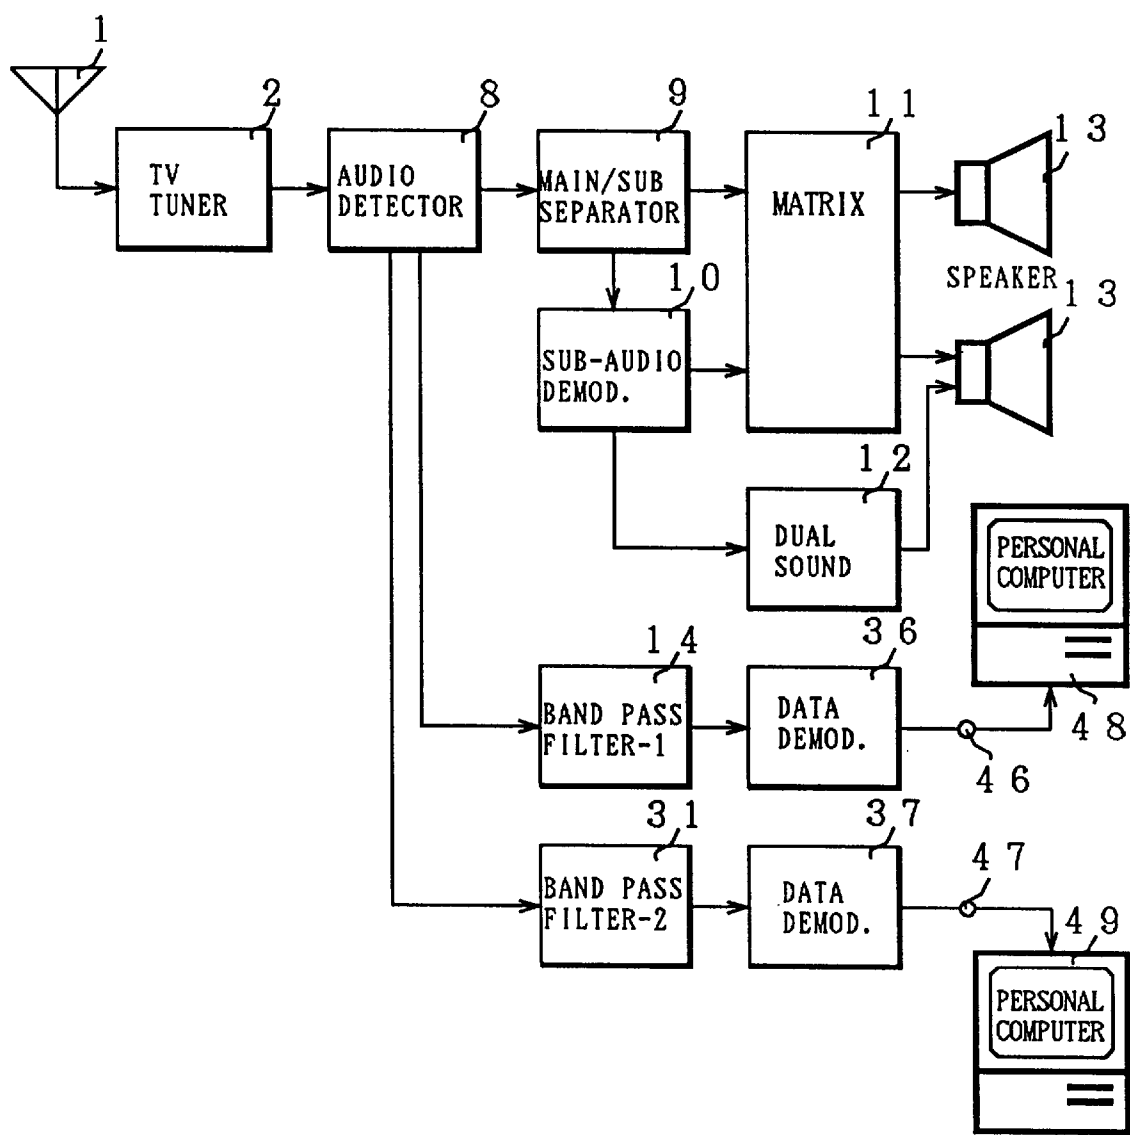 1
2
8
9
1 1
1 3
TV
TUNER
AUDIO
DETECTOR
MAIN/SUB
SEPARATOR
MATRIX
SPEAKER
1 0
1 3
SUB-AUDIO
DEMOD.
1 2
DUAL
SOUND
PERSONAL
COMPUTER
1 4
3 6
BAND PASS
FILTER-1
DATA
DEMOD.
4 8
4 6
3 1
3 7
BAND PASS
FILTER-2
DATA
DEMOD.
4 7
4 9
PERSONAL
COMPUTER